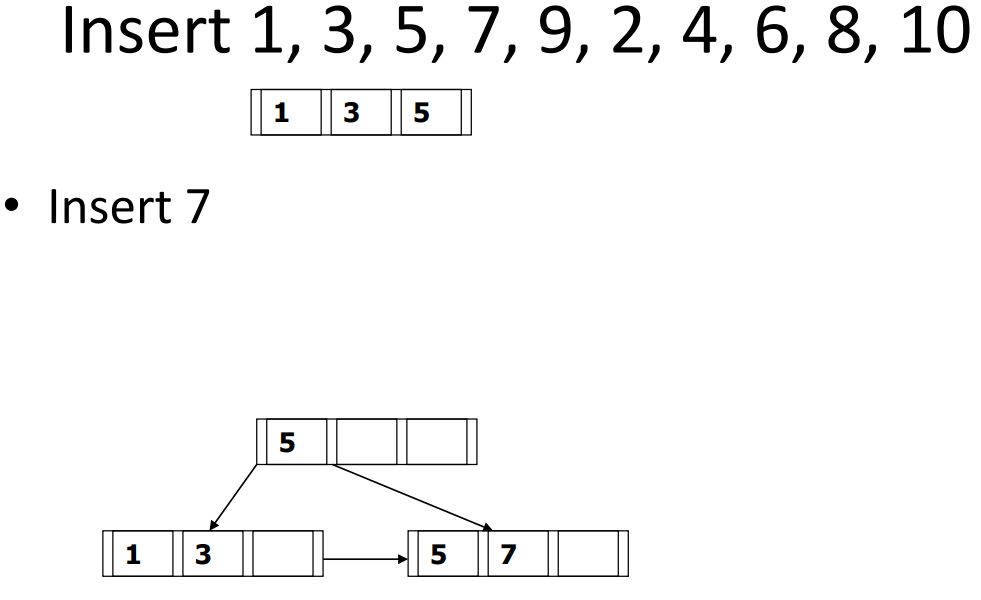 Insert 1, 3, 5, 7, 9, 2, 4, 6, 8, 10
1 3 5
• Insert 7
5
1 3 5 7